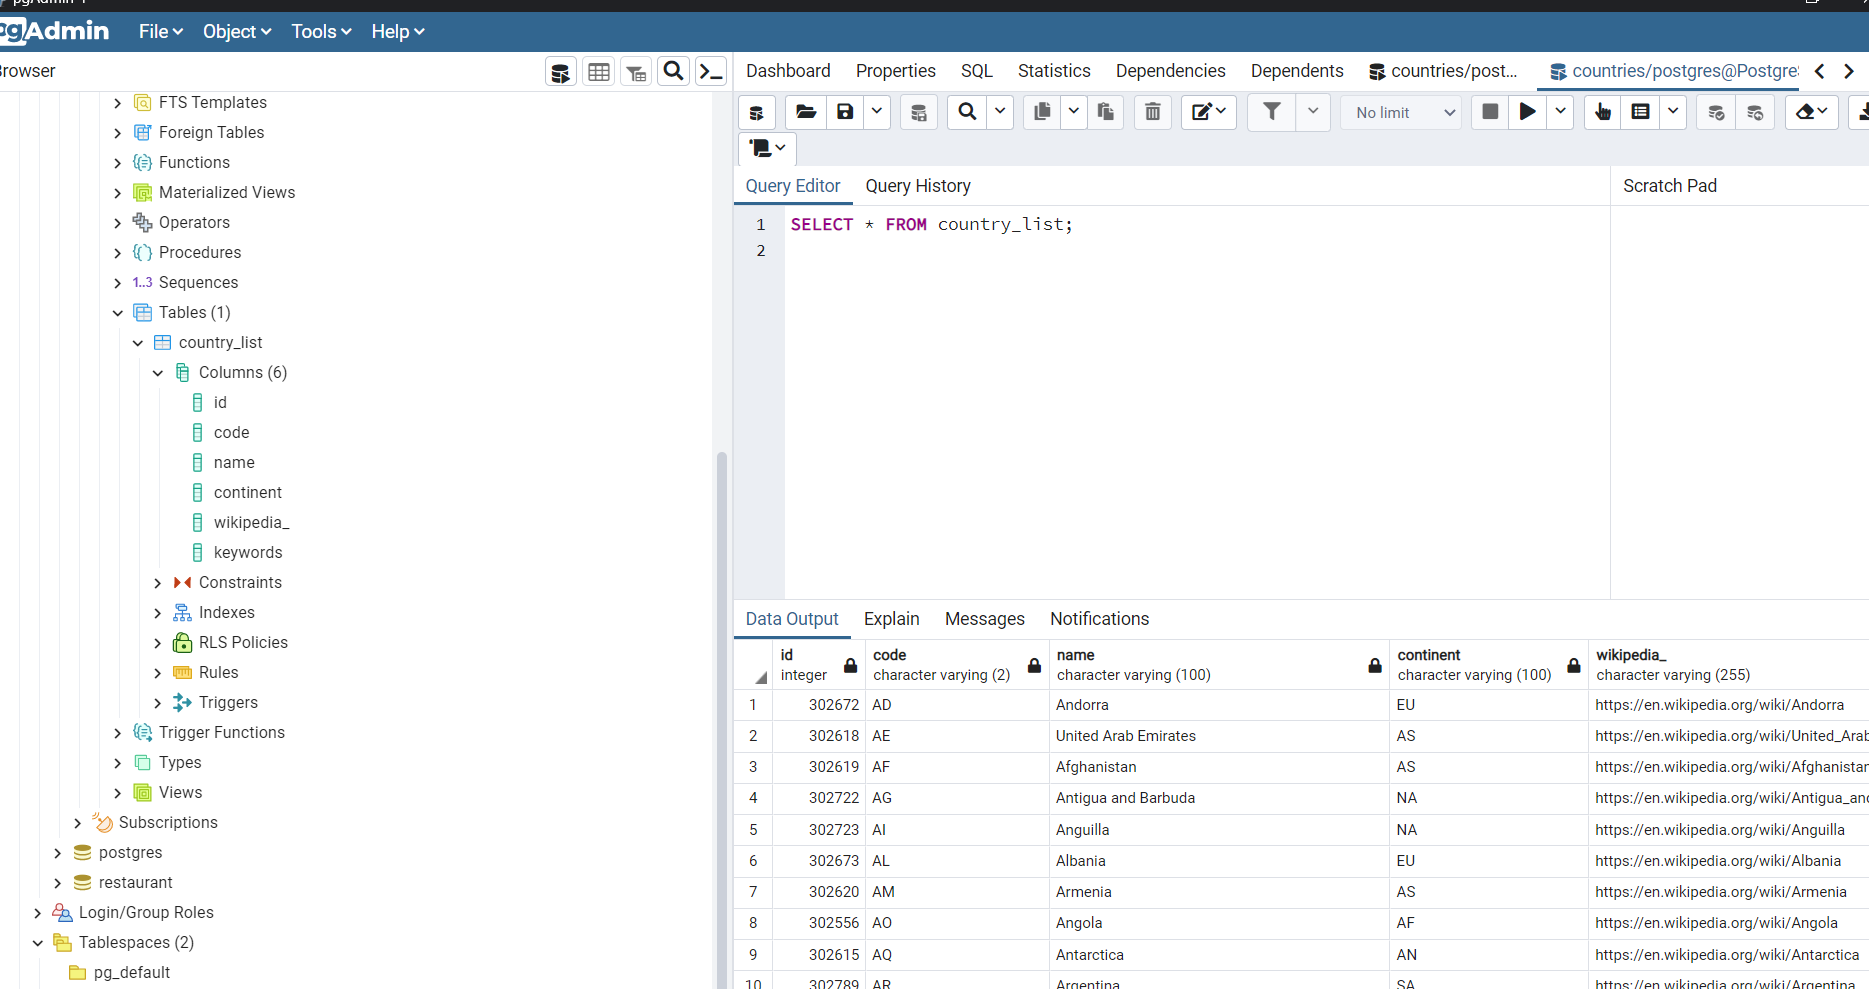 pgAdmin 4
pgAdmin File Object Tools Help
Browser
Dashboard Properties SQL Statistics Dependencies Dependents countries/post... countries/postgres@PostgreS
FTS Templates
Foreign Tables
Functions
Materialized Views
Operators
Procedures
1..3 Sequences
Tables (1)
country_list
Columns (6)
id
code
name
continent
wikipedia_
keywords
Constraints
Indexes
RLS Policies
Rules
Triggers
Trigger Functions
Types
Views
Subscriptions
postgres
restaurant
Login/Group Roles
Tablespaces (2)
pg_default
No limit
Query Editor Query History Scratch Pad
1 SELECT * FROM country_list;
2
Data Output Explain Messages Notifications
id code name continent wikipedia_
integer character varying (2) character varying (100) character varying (100) character varying (255)
1 302672 AD Andorra EU https://en.wikipedia.org/wiki/Andorra
2 302618 AE United Arab Emirates AS https://en.wikipedia.org/wiki/United_Arab
3 302619 AF Afghanistan AS https://en.wikipedia.org/wiki/Afghanistan
4 302722 AG Antigua and Barbuda NA https://en.wikipedia.org/wiki/Antigua_and
5 302723 AI Anguilla NA https://en.wikipedia.org/wiki/Anguilla
6 302673 AL Albania EU https://en.wikipedia.org/wiki/Albania
7 302620 AM Armenia AS https://en.wikipedia.org/wiki/Armenia
8 302556 AO Angola AF https://en.wikipedia.org/wiki/Angola
9 302615 AQ Antarctica AN https://en.wikipedia.org/wiki/Antarctica
10 302789 AR Argentina SA https://en.wikipedia.org/wiki/Argentina